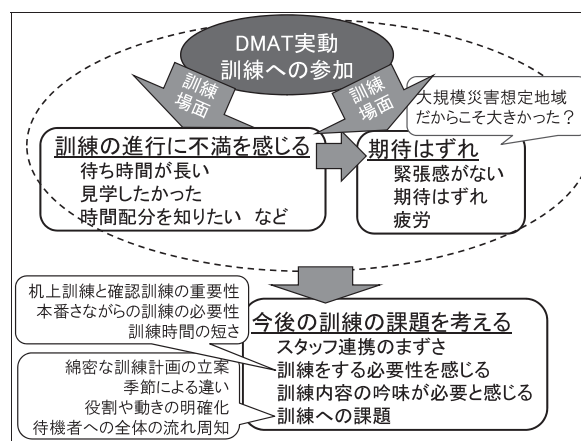 DMAT実動
訓練への参加
訓練
場面
訓練
場面
大規模災害想定地域
だからこそ大きかった？
訓練の進行に不満を感じる
待ち時間が長い
見学したかった
時間配分を知りたい など
期待はずれ
緊張感がない
期待はずれ
疲労
机上訓練と確認訓練の重要性
本番さながらの訓練の必要性
訓練時間の短さ
今後の訓練の課題を考える
スタッフ連携のまずさ
訓練をする必要性を感じる
訓練内容の吟味が必要と感じる
訓練への課題
綿密な訓練計画の立案
季節による違い
役割や動きの明確化
待機者への全体の流れ周知